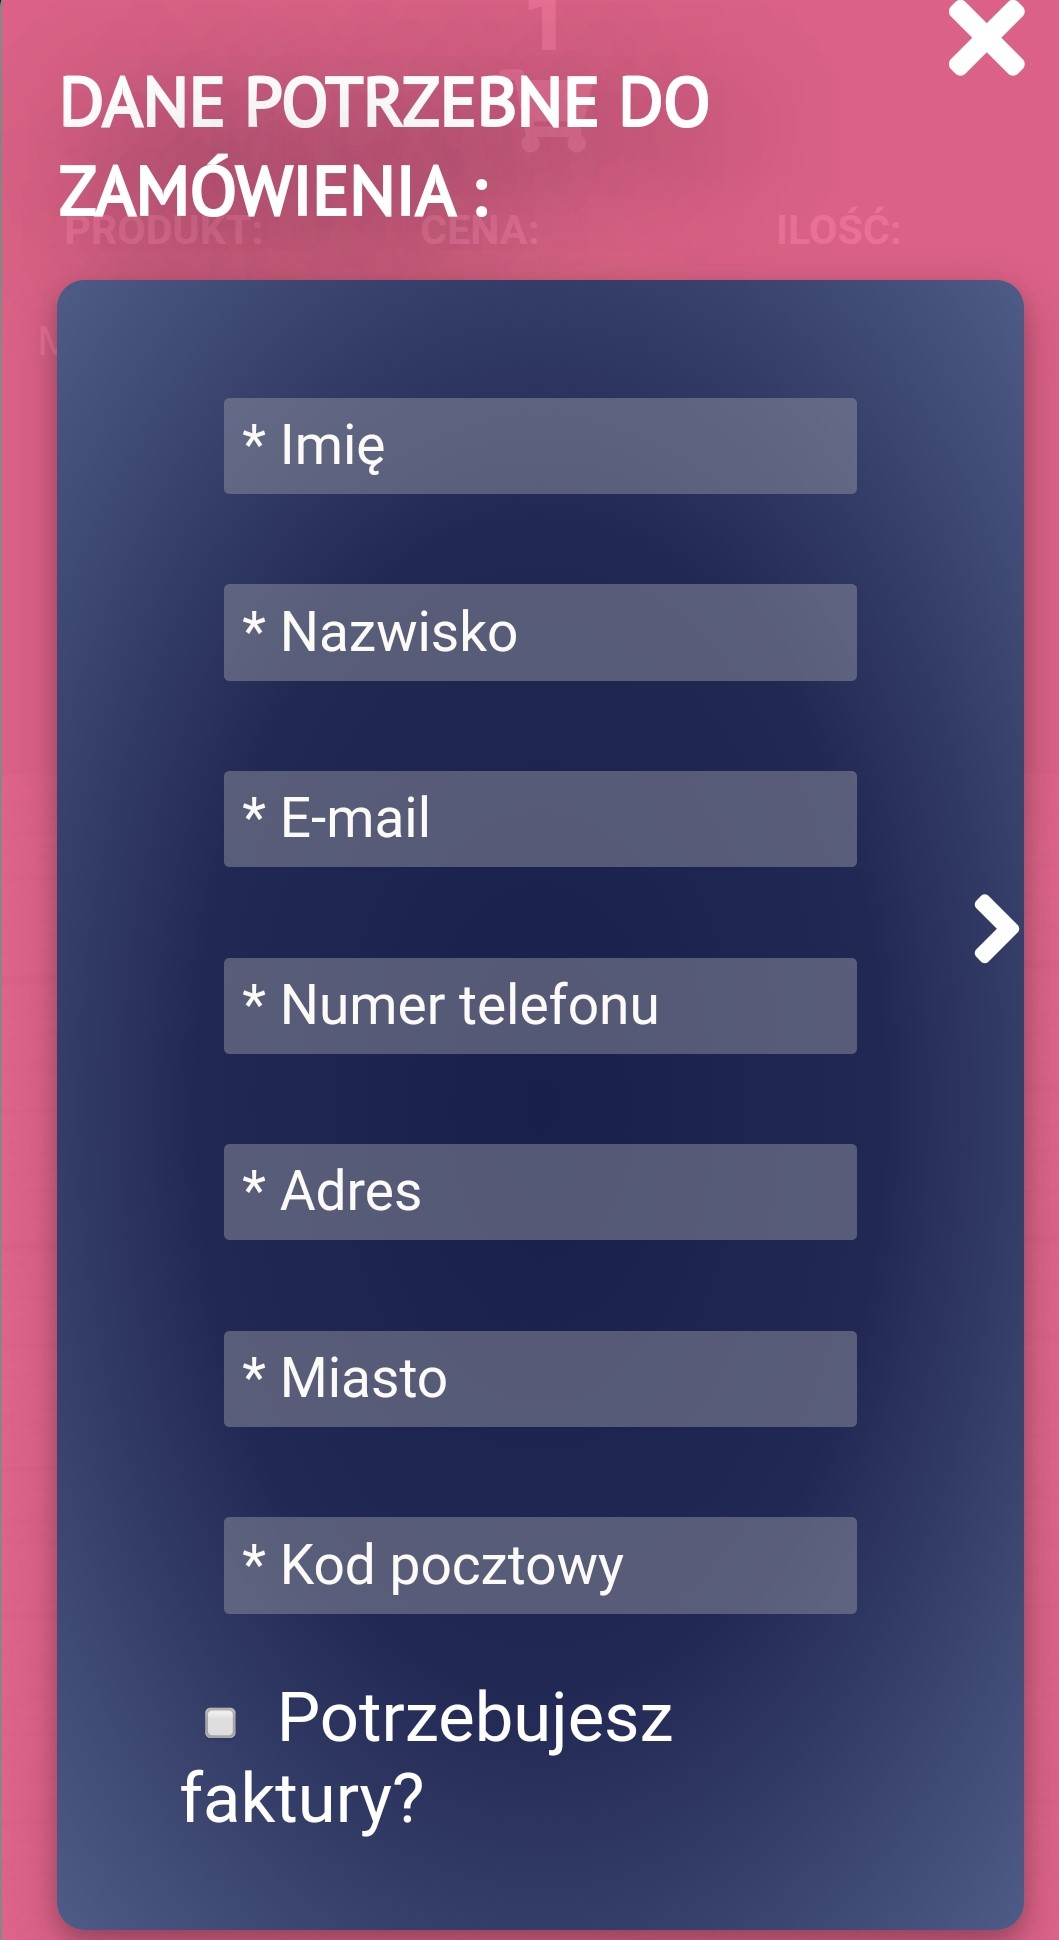 1
DANE POTRZEBNE DO
ZAMÓWIENIA :
PRODUKT: CENA: ILOŚĆ:
* Imię
* Nazwisko
* E-mail
* Numer telefonu
* Adres
* Miasto
* Kod pocztowy
Potrzebujesz
faktury?